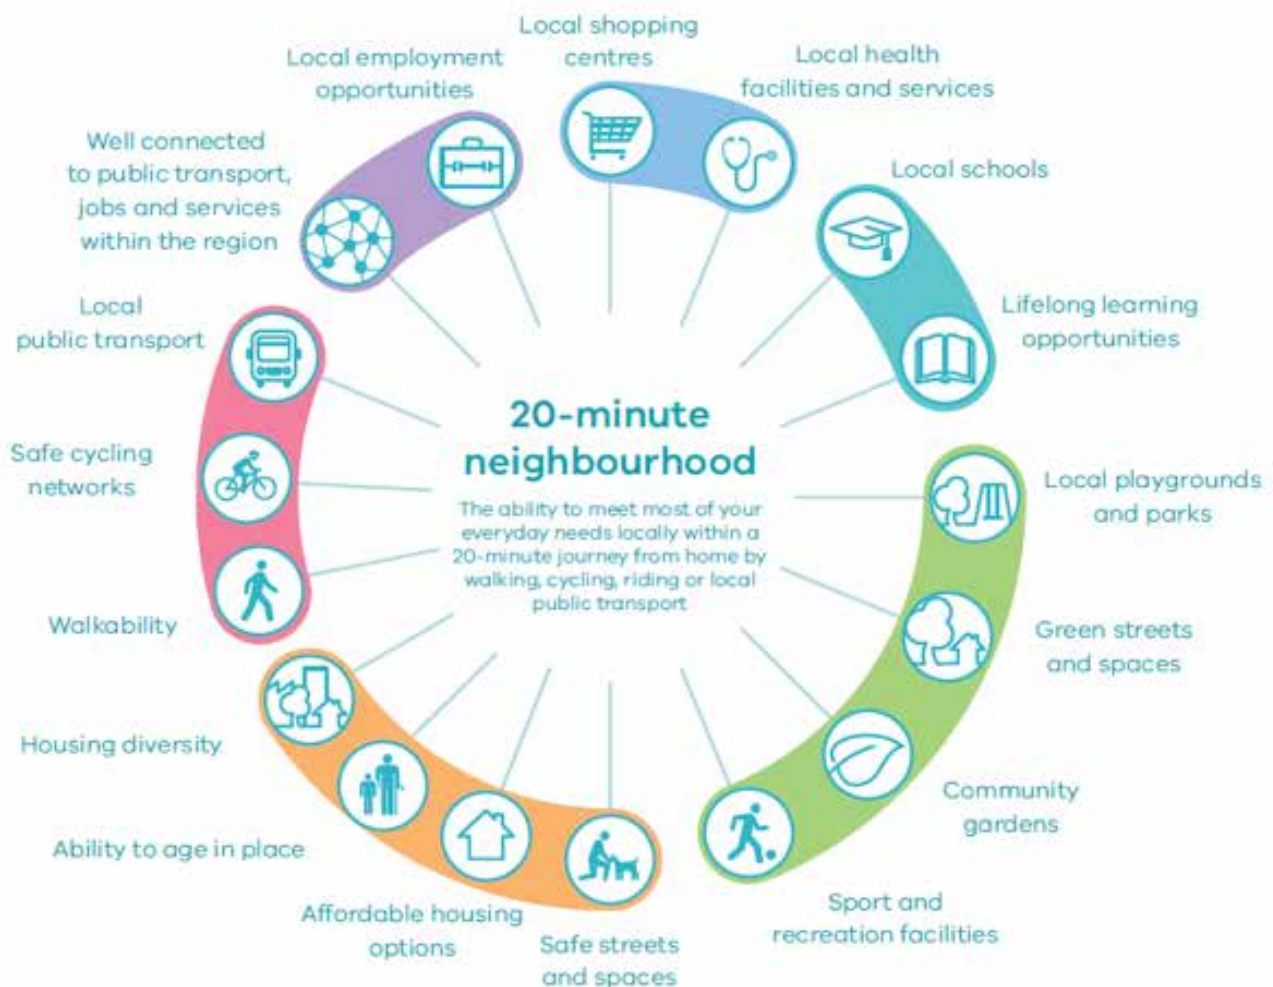 Local shopping
centres
Local health
facilities and services
Local schools
Lifelong learning
opportunities
Local playgrounds
and parks
Green streets
and spaces
Community
gardens
Sport and
recreation facilities
Safe streets
and spaces
Affordable housing
options
Ability to age in place
Housing diversity
Walkability
Safe cycling
networks
Local
public transport
Well connected
to public transport,
jobs and services
within the region
Local employment
opportunities
20-minute
neighbourhood
The ability to meet most of your
everyday needs locally within a
20-minute journey from home by
walking, cycling, riding or local
public transport